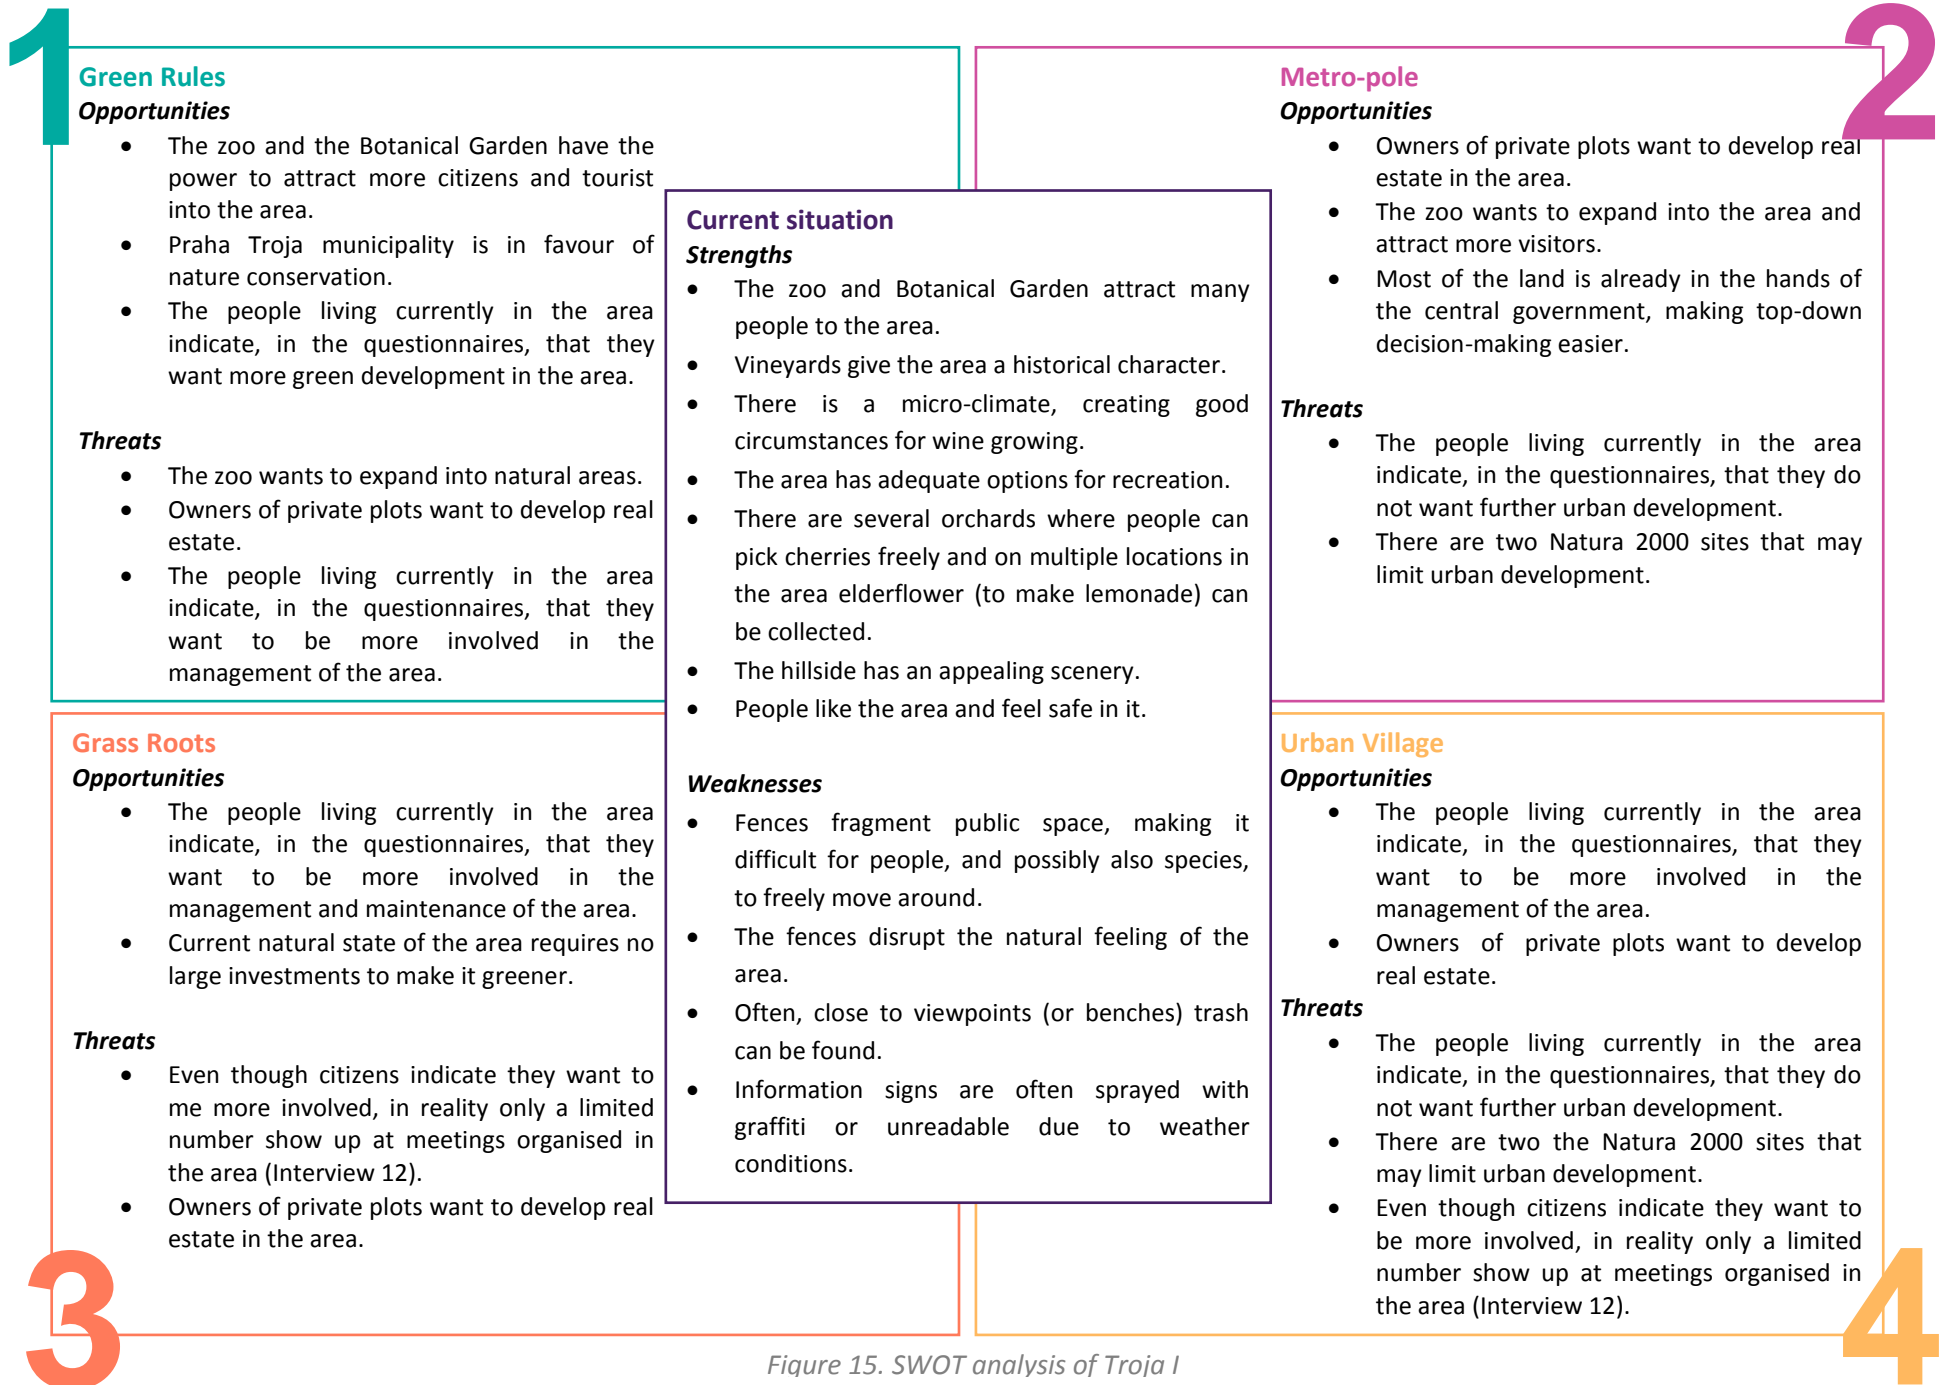 1
Green Rules
Opportunities
• The zoo and the Botanical Garden have the
power to attract more citizens and tourist
into the area.
• Praha Troja municipality is in favour of
nature conservation.
• The people living currently in the area
indicate, in the questionnaires, that they
want more green development in the area.
Threats
• The zoo wants to expand into natural areas.
• Owners of private plots want to develop real
estate.
• The people living currently in the area
indicate, in the questionnaires, that they
want to be more involved in the
management of the area.
2
Metro-pole
Opportunities
• Owners of private plots want to develop real
estate in the area.
• The zoo wants to expand into the area and
attract more visitors.
• Most of the land is already in the hands of
the central government, making top-down
decision-making easier.
Threats
• The people living currently in the area
indicate, in the questionnaires, that they do
not want further urban development.
• There are two Natura 2000 sites that may
limit urban development.
Current situation
Strengths
• The zoo and Botanical Garden attract many
people to the area.
• Vineyards give the area a historical character.
• There is a micro-climate, creating good
circumstances for wine growing.
• The area has adequate options for recreation.
• There are several orchards where people can
pick cherries freely and on multiple locations in
the area elderflower (to make lemonade) can
be collected.
• The hillside has an appealing scenery.
• People like the area and feel safe in it.
Weaknesses
• Fences fragment public space, making it
difficult for people, and possibly also species,
to freely move around.
• The fences disrupt the natural feeling of the
area.
• Often, close to viewpoints (or benches) trash
can be found.
• Information signs are often sprayed with
graffiti or unreadable due to weather
conditions.
3
Grass Roots
Opportunities
• The people living currently in the area
indicate, in the questionnaires, that they
want to be more involved in the
management and maintenance of the area.
• Current natural state of the area requires no
large investments to make it greener.
Threats
• Even though citizens indicate they want to
me more involved, in reality only a limited
number show up at meetings organised in
the area (Interview 12).
• Owners of private plots want to develop real
estate in the area.
4
Urban Village
Opportunities
• The people living currently in the area
indicate, in the questionnaires, that they
want to be more involved in the
management of the area.
• Owners of private plots want to develop
real estate.
Threats
• The people living currently in the area
indicate, in the questionnaires, that they do
not want further urban development.
• There are two the Natura 2000 sites that
may limit urban development.
• Even though citizens indicate they want to
be more involved, in reality only a limited
number show up at meetings organised in
the area (Interview 12).
Figure 15. SWOT analysis of Troja I